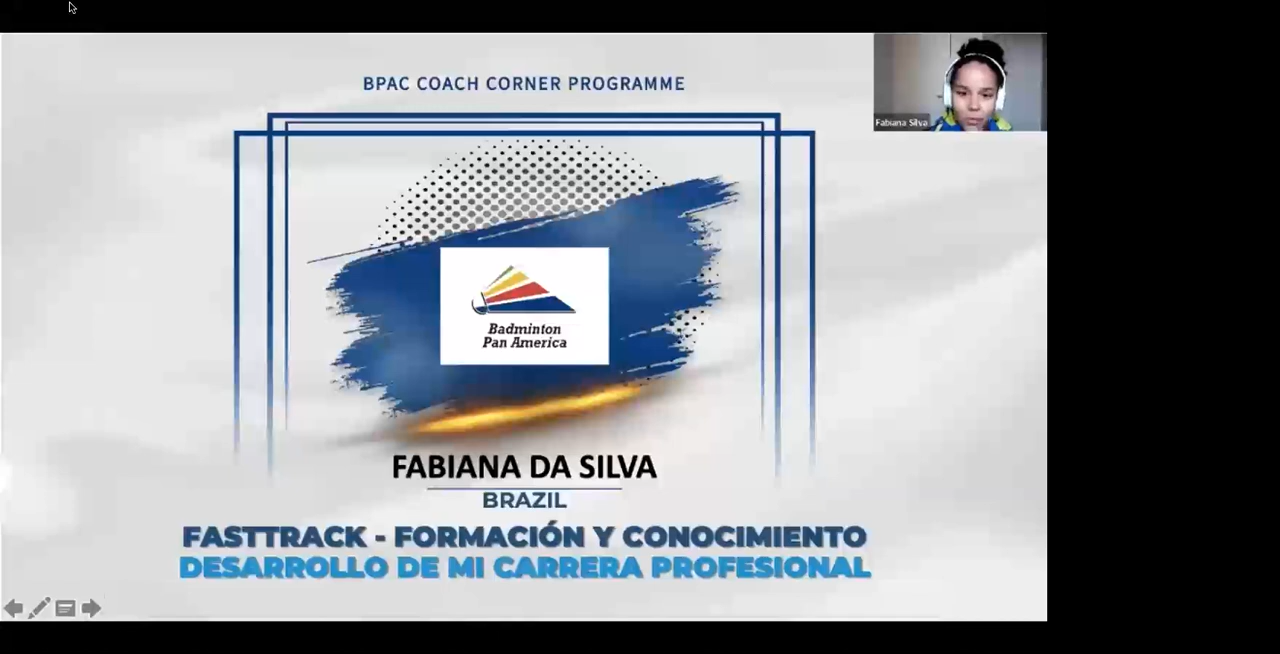 BPAC COACH CORNER PROGRAMME
Fabiana Silva
Badminton
Pan America
FABIANA DA SILVA
BRAZIL
FASTTRACK - FORMACIÓN Y CONOCIMIENTO
DESARROLLO DE MI CARRERA PROFESIONAL